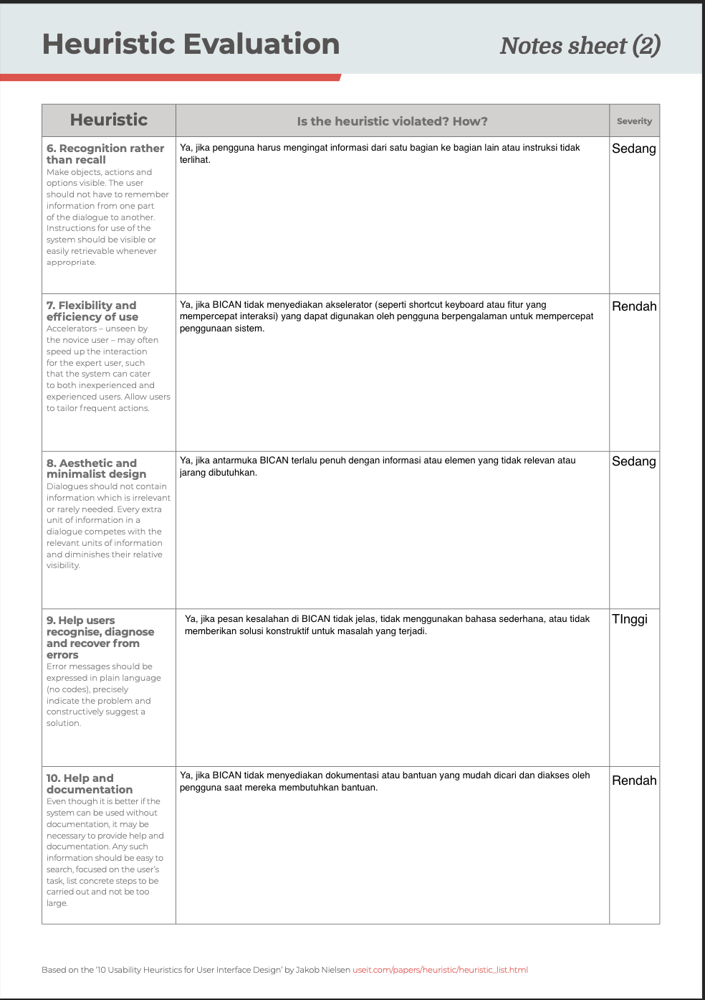 Heuristic Evaluation
Notes sheet (2)
Heuristic
Is the heuristic violated? How?
Severity
6. Recognition rather
than recall
Make objects, actions and
options visible. The user
should not have to remember
information from one part
of the dialogue to another.
Instructions for use of the
system should be visible or
easily retrievable whenever
appropriate.
Ya, jika pengguna harus mengingat informasi dari satu bagian ke bagian lain atau instruksi tidak
terlihat.
Sedang
7. Flexibility and
efficiency of use
Accelerators – unseen by
the novice user – may often
speed up the interaction
for the expert user, such
that the system can cater
to both inexperienced and
experienced users. Allow users
to tailor frequent actions.
Ya, jika BICAN tidak menyediakan akselerator (seperti shortcut keyboard atau fitur yang
mempercepat interaksi) yang dapat digunakan oleh pengguna berpengalaman untuk mempercepat
penggunaan sistem.
Rendah
8. Aesthetic and
minimalist design
Dialogues should not contain
information which is irrelevant
or rarely needed. Every extra
unit of information in a
dialogue competes with the
relevant units of information
and diminishes their relative
visibility.
Ya, jika antarmuka BICAN terlalu penuh dengan informasi atau elemen yang tidak relevan atau
jarang dibutuhkan.
Sedang
9. Help users
recognise, diagnose
and recover from
errors
Error messages should be
expressed in plain language
(no codes), precisely
indicate the problem and
constructively suggest a
solution.
Ya, jika pesan kesalahan di BICAN tidak jelas, tidak menggunakan bahasa sederhana, atau tidak
memberikan solusi konstruktif untuk masalah yang terjadi.
TInggi
10. Help and
documentation
Even though it is better if the
system can be used without
documentation, it may be
necessary to provide help and
documentation. Any such
information should be easy to
search, focused on the user's
task, list concrete steps to be
carried out and not be too
large.
Ya, jika BICAN tidak menyediakan dokumentasi atau bantuan yang mudah dicari dan diakses oleh
pengguna saat mereka membutuhkan bantuan.
Rendah
Based on the '10 Usability Heuristics for User Interface Design' by Jakob Nielsen useit.com/papers/heuristic/heuristic_list.html